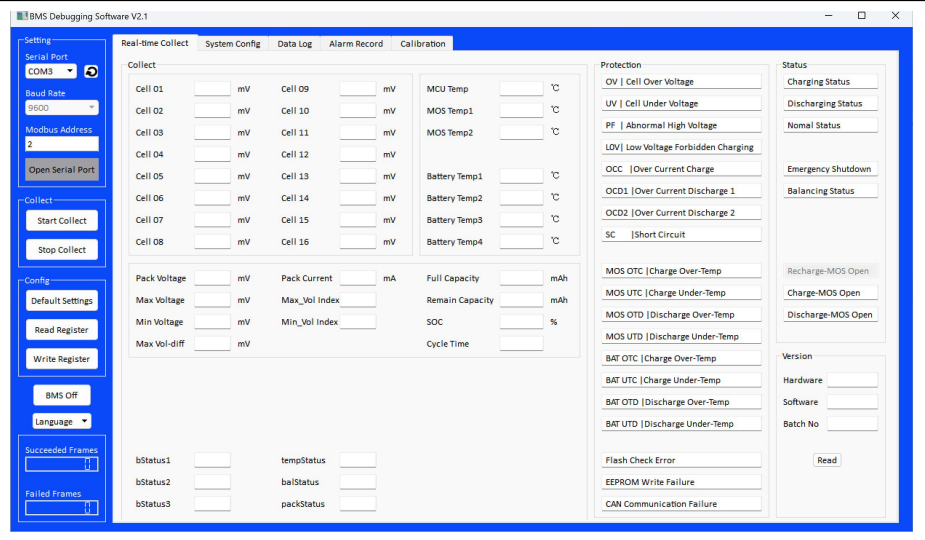 BMS Debugging Software V2.1
Setting
Serial Port
COM3
Baud Rate
9600
Modbus Address
2
Open Serial Port
Collect
Start Collect
Stop Collect
Config
Default Settings
Read Register
Write Register
BMS Off
Language
Succeeded Frames
0
Failed Frames
0
Real-time Collect System Config Data Log Alarm Record Calibration
Collect
Cell 01 mV Cell 09 mV MCU Temp ℃
Cell 02 mV Cell 10 mV MOS Temp1 ℃
Cell 03 mV Cell 11 mV MOS Temp2 ℃
Cell 04 mV Cell 12 mV
Cell 05 mV Cell 13 mV Battery Temp1 ℃
Cell 06 mV Cell 14 mV Battery Temp2 ℃
Cell 07 mV Cell 15 mV Battery Temp3 ℃
Cell 08 mV Cell 16 mV Battery Temp4 ℃
Pack Voltage mV Pack Current mA Full Capacity mAh
Max Voltage mV Max_Vol Index Remain Capacity mAh
Min Voltage mV Min_Vol Index SOC %
Max Vol-diff mV Cycle Time
bStatus1 tempStatus
bStatus2 balStatus
bStatus3 packStatus
Protection
OV | Cell Over Voltage
UV | Cell Under Voltage
PF | Abnormal High Voltage
LOV| Low Voltage Forbidden Charging
OCC |Over Current Charge
OCD1 |Over Current Discharge 1
OCD2 |Over Current Discharge 2
SC |Short Circuit
MOS OTC |Charge Over-Temp
MOS UTC |Charge Under-Temp
MOS OTD |Discharge Over-Temp
MOS UTD |Discharge Under-Temp
BAT OTC |Charge Over-Temp
BAT UTC |Charge Under-Temp
BAT OTD |Discharge Over-Temp
BAT UTD |Discharge Under-Temp
Flash Check Error
EEPROM Write Failure
CAN Communication Failure
Status
Charging Status
Discharging Status
Nomal Status
Emergency Shutdown
Balancing Status
Recharge-MOS Open
Charge-MOS Open
Discharge-MOS Open
Version
Hardware
Software
Batch No
Read